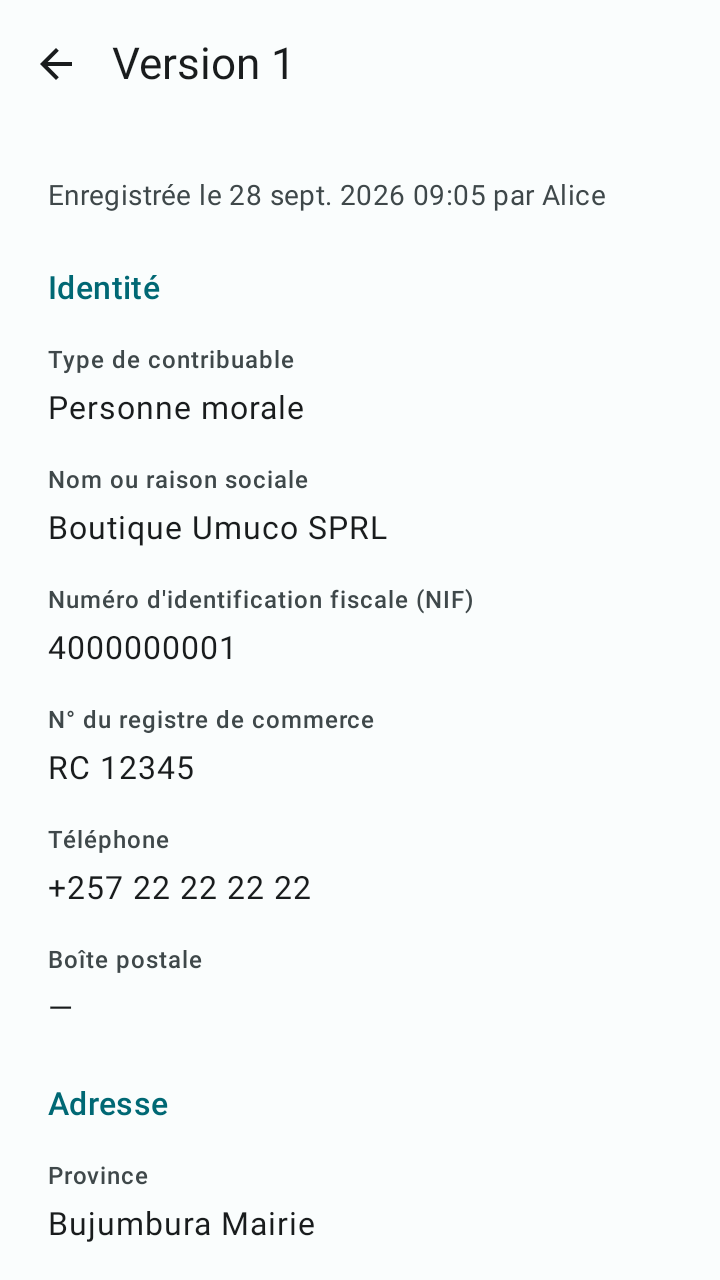 Version 1
Enregistrée le 28 sept. 2026 09:05 par Alice
Identité
Type de contribuable
Personne morale
Nom ou raison sociale
Boutique Umuco SPRL
Numéro d'identification fiscale (NIF)
4000000001
N° du registre de commerce
RC 12345
Téléphone
+257 22 22 22 22
Boîte postale
—
Adresse
Province
Bujumbura Mairie